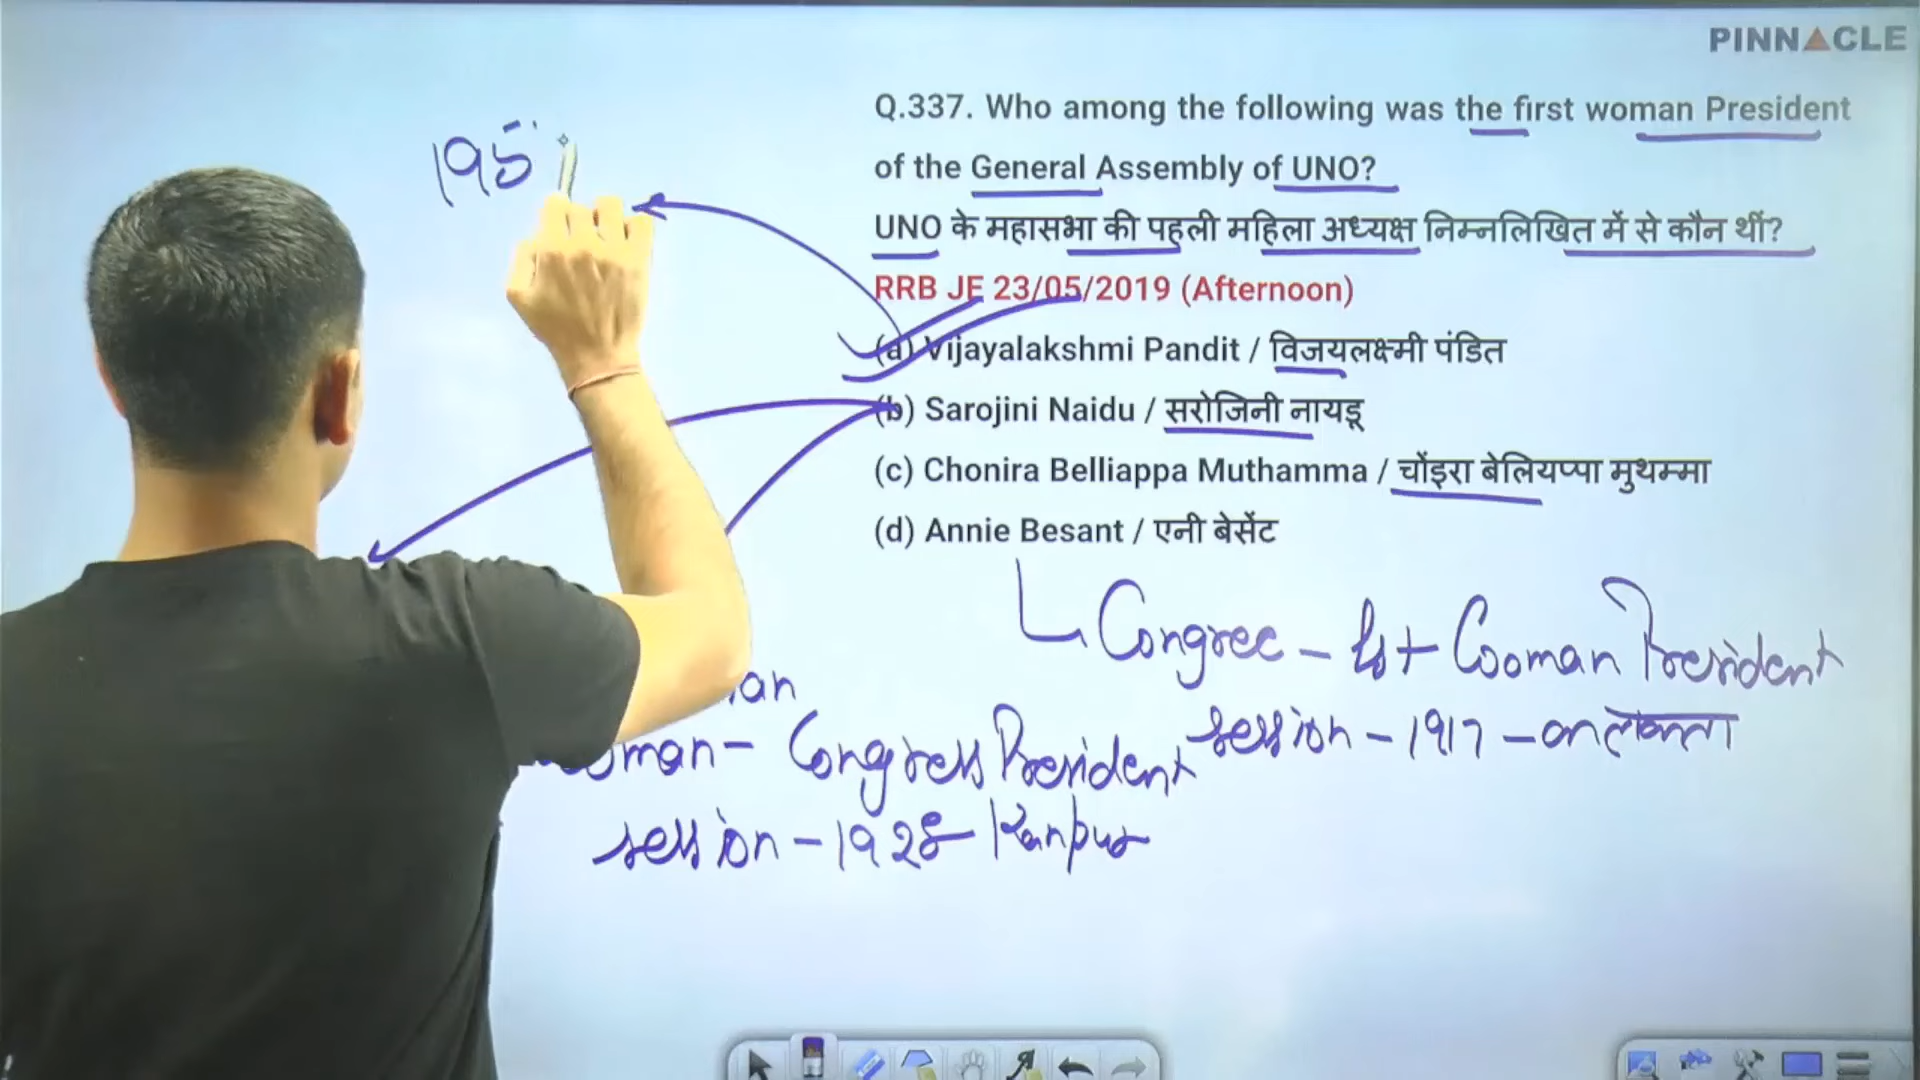 PINNACLE
Q.337. Who among the following was the first woman President
of the General Assembly of UNO?
UNO के महासभा की पहली महिला अध्यक्ष निम्नलिखित में से कौन थीं?
RRB JE 23/05/2019 (Afternoon)
(a) Vijayalakshmi Pandit / विजयलक्ष्मी पंडित
(b) Sarojini Naidu / सरोजिनी नायडू
(c) Chonira Belliappa Muthamma / चोंइरा बेलियप्पा मुथम्मा
(d) Annie Besant / एनी बेसेंट
195
Congree - 1st Woman President
session - 1917 - कलकत्ता
an
oman - Congress President
session - 1928 Kanpur